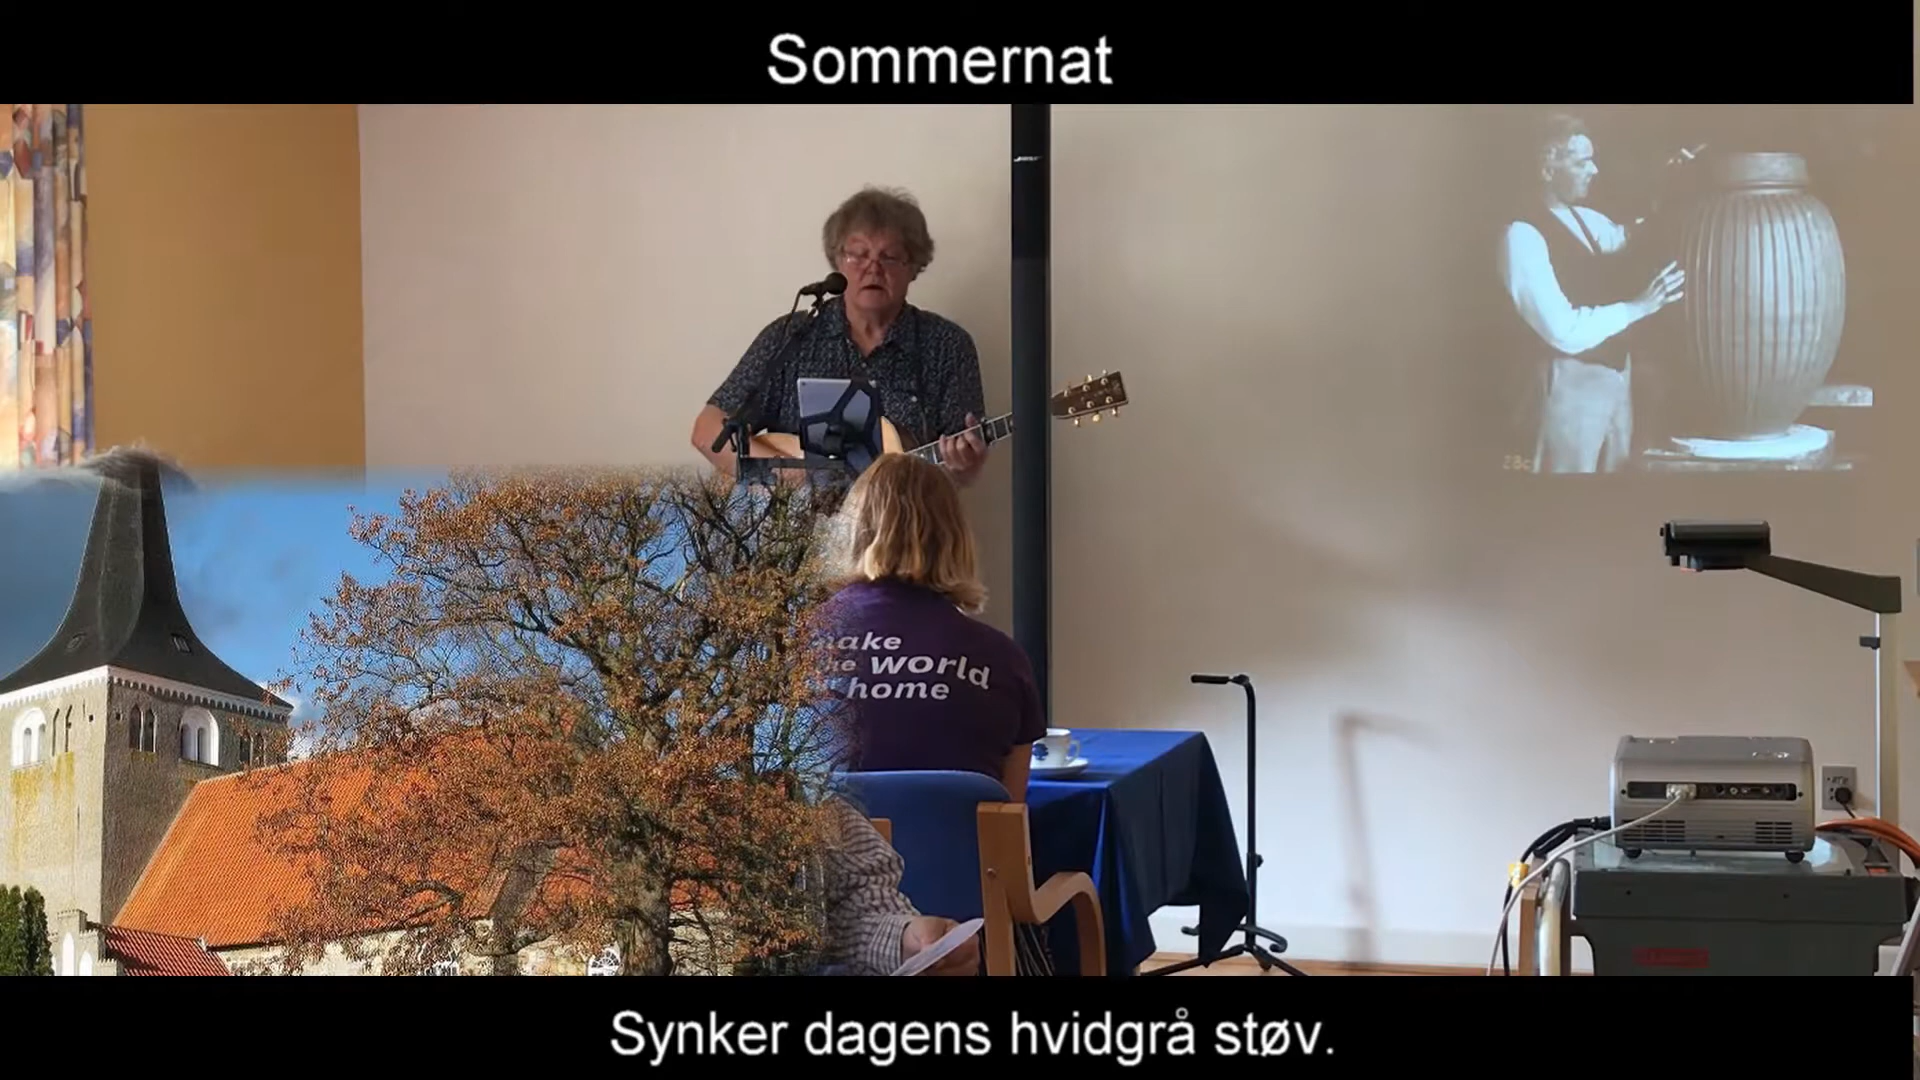 Sommernat
make
the world
home
Synker dagens hvidgrå støv.